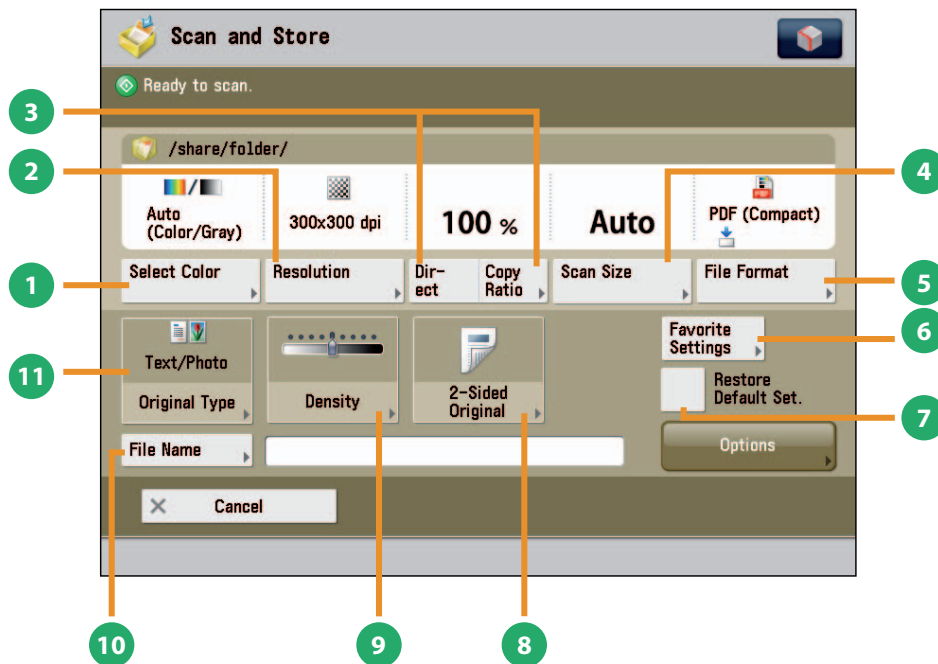 Scan and Store
Ready to scan.
3
/share/folder/
2
4
Auto
(Color/Gray)
300x300 dpi
100 %
Auto
PDF (Compact)
1
Select Color
Resolution
Dir-
ect
Copy
Ratio
Scan Size
File Format
5
Favorite
Settings
6
11
Text/Photo
Original Type
Density
2-Sided
Original
Restore
Default Set.
7
File Name
Options
Cancel
10
9
8